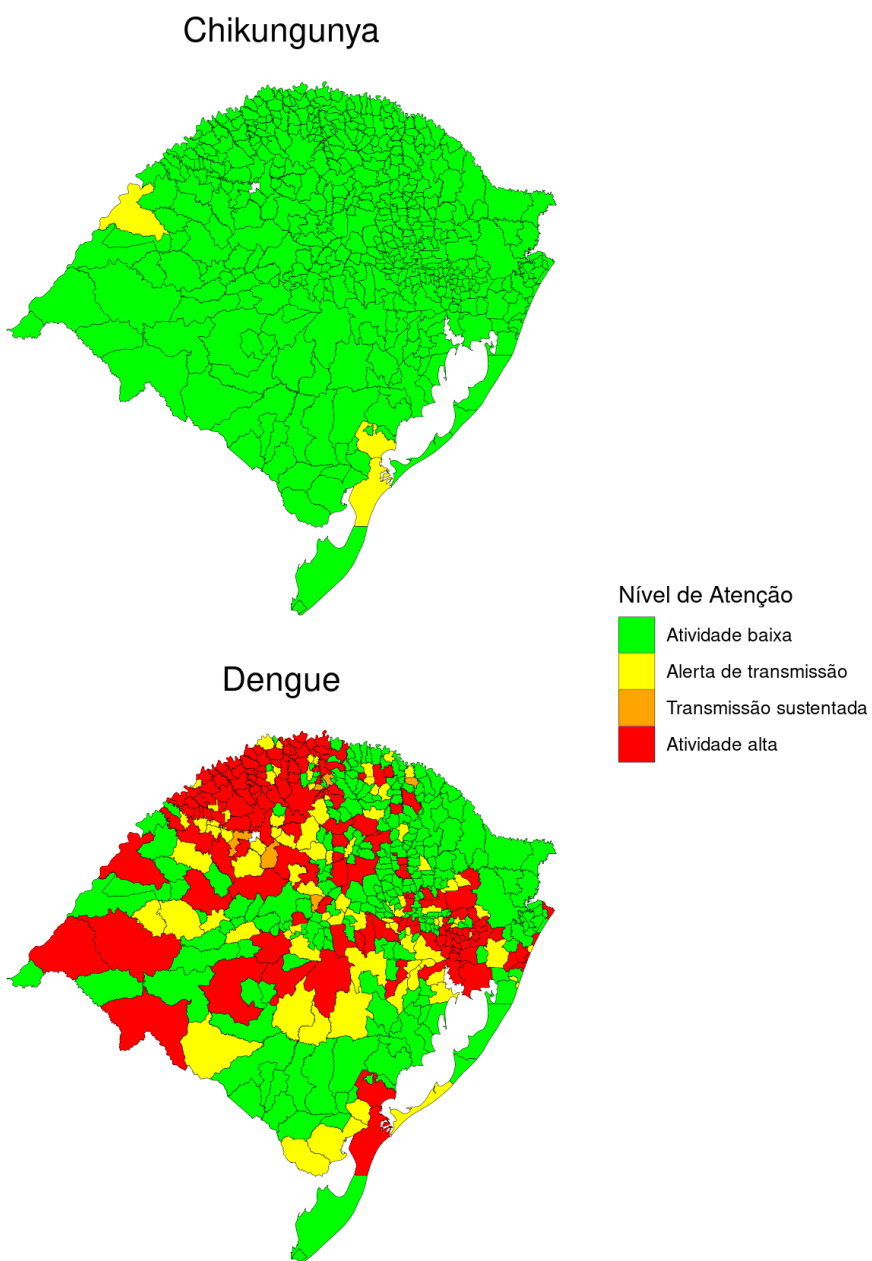 Chikungunya
Nível de Atenção
Atividade baixa
Alerta de transmissão
Transmissão sustentada
Atividade alta
Dengue